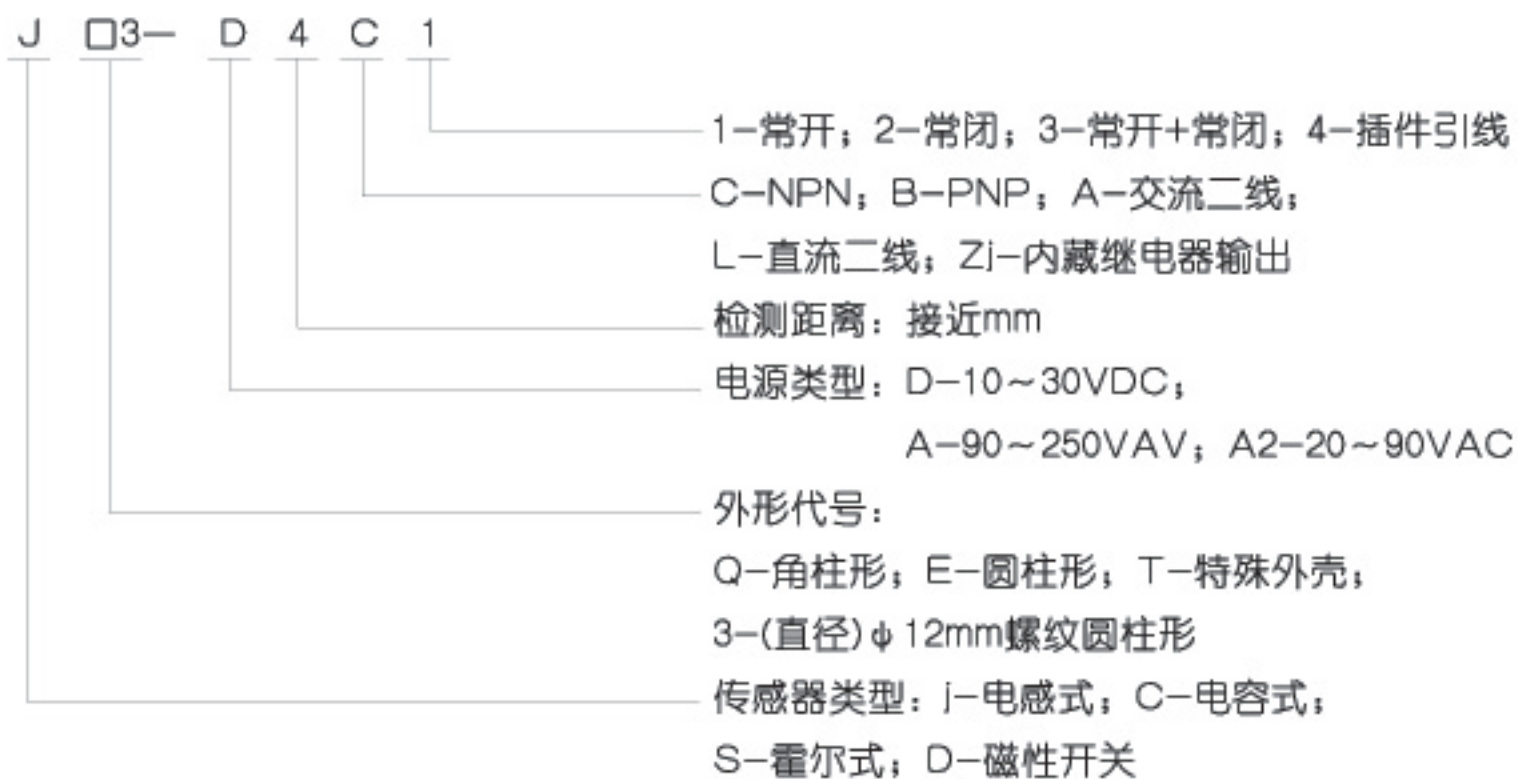 J □3— D 4 C 1
1-常开；2-常闭；3-常开+常闭；4-插件引线
C-NPN；B-PNP；A-交流二线；
L-直流二线；Zj-内藏继电器输出
检测距离：接近mm
电源类型：D-10～30VDC；
A-90～250VAV；A2-20～90VAC
外形代号：
Q-角柱形；E-圆柱形；T-特殊外壳；
3-(直径)φ12mm螺纹圆柱形
传感器类型：j-电感式；C-电容式；
S-霍尔式；D-磁性开关